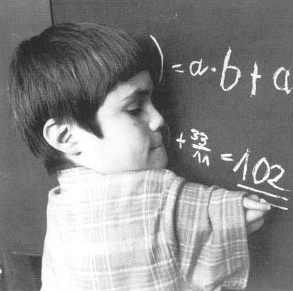 ) = a · b + a
+ 33/11 = 102